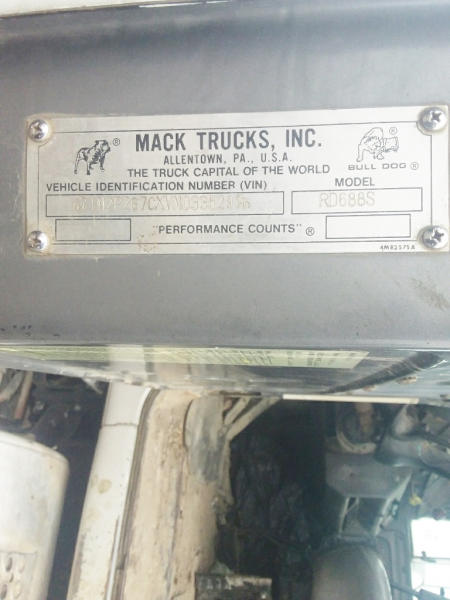 MACK TRUCKS, INC.
ALLENTOWN, PA., U.S.A.
THE TRUCK CAPITAL OF THE WORLD
BULL DOG ®
VEHICLE IDENTIFICATION NUMBER (VIN) MODEL
RD688S
"PERFORMANCE COUNTS" ®
4MB2575A